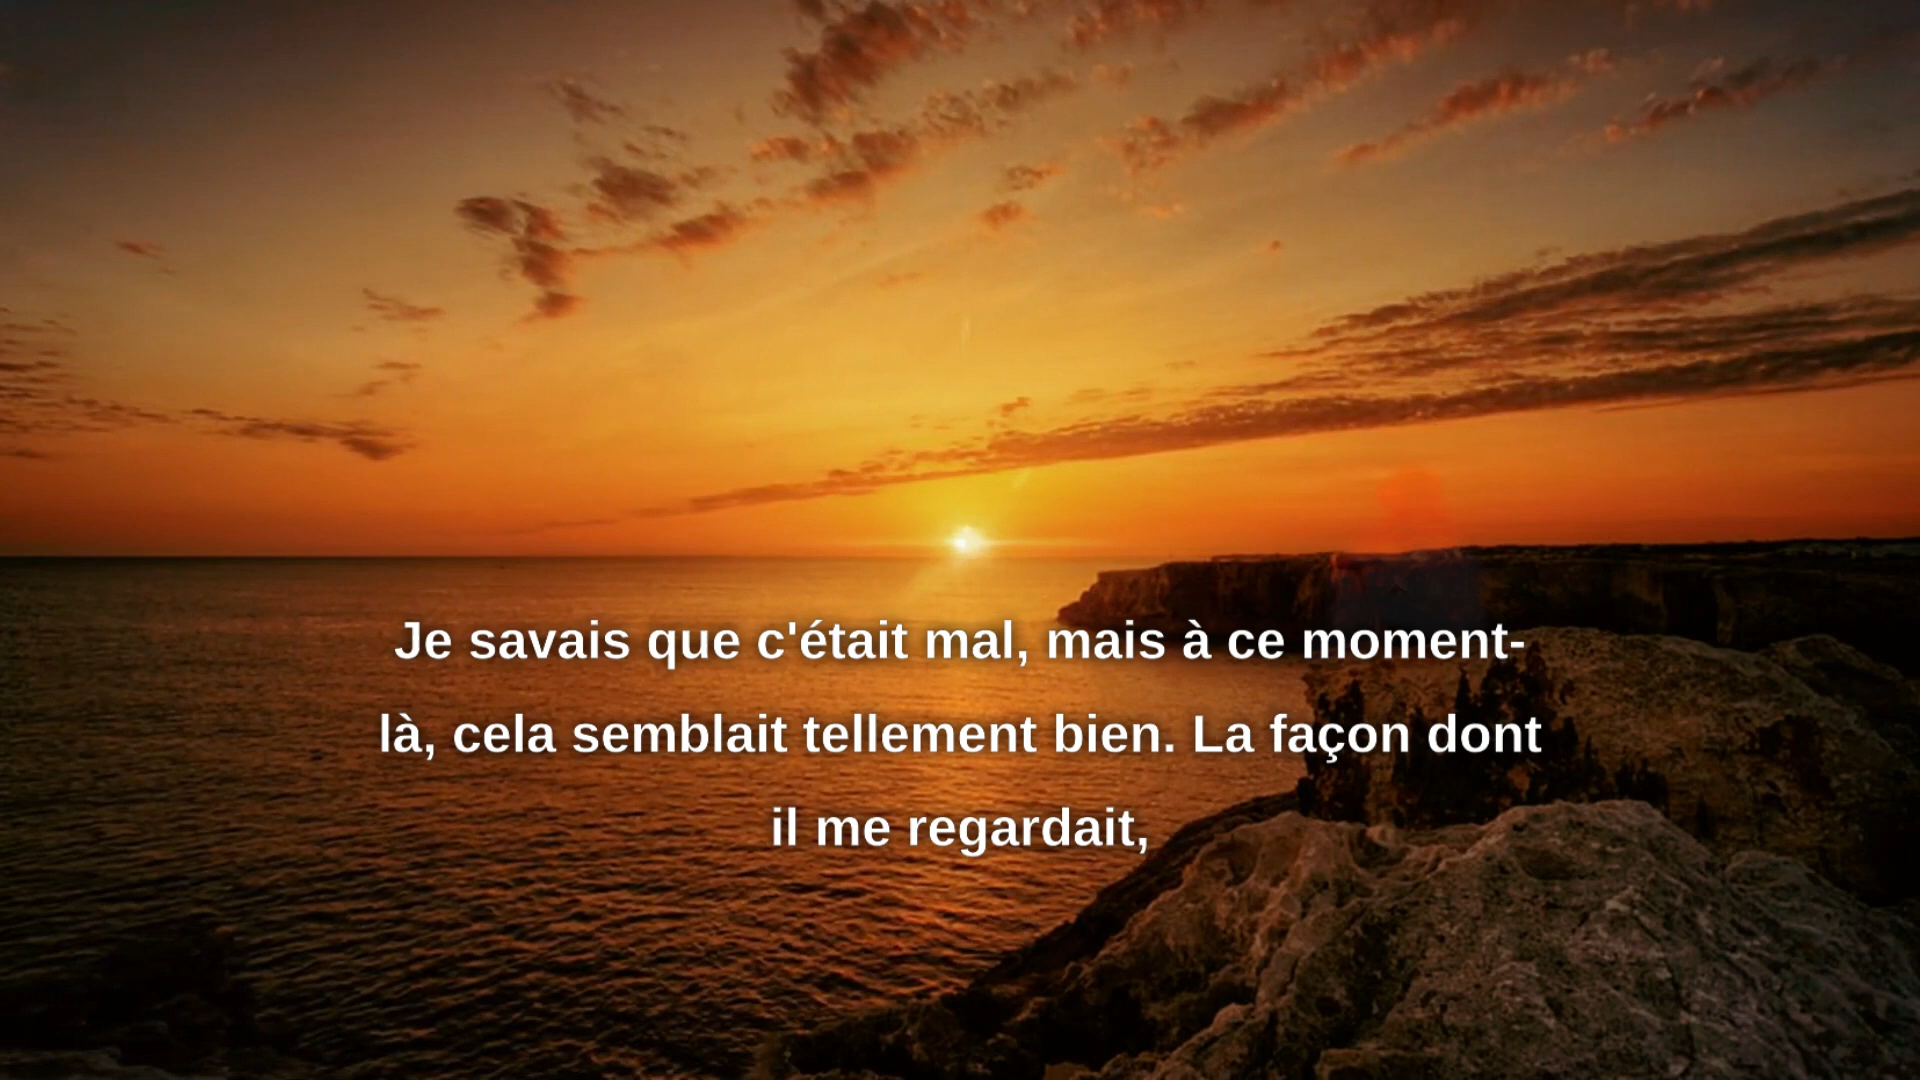 Je savais que c'était mal, mais à ce moment-
là, cela semblait tellement bien. La façon dont
il me regardait,